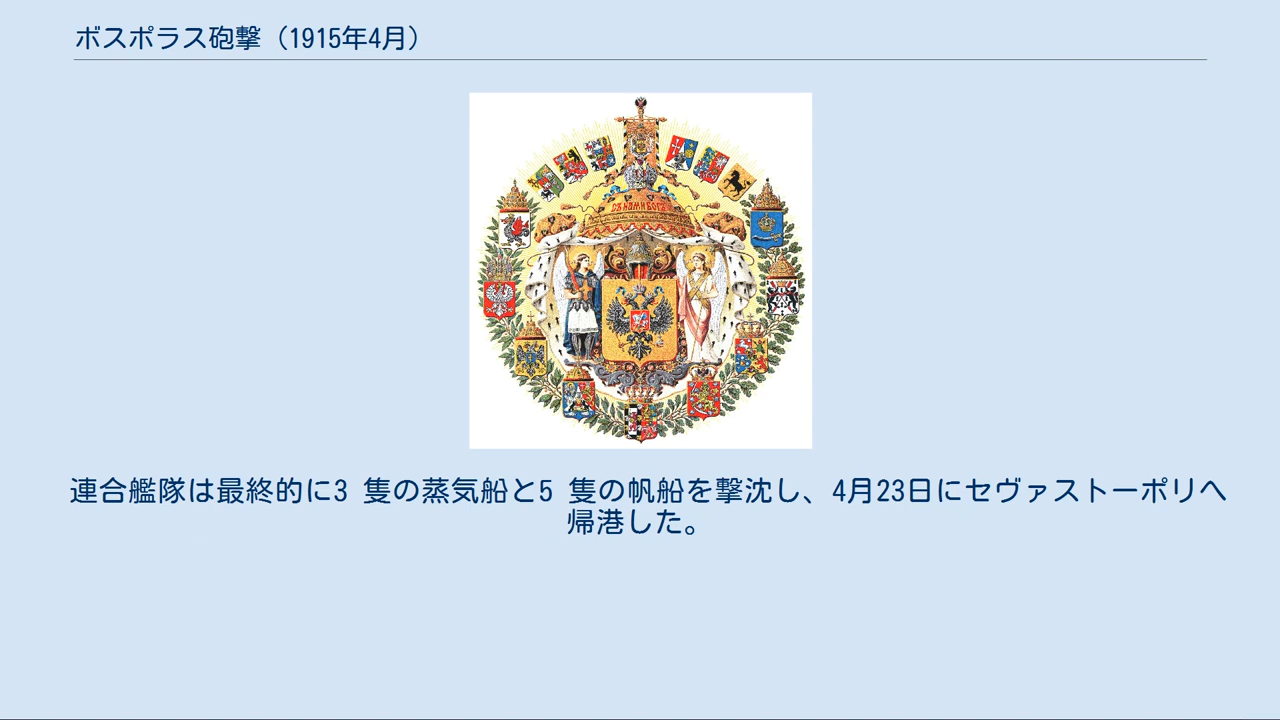 ボスポラス砲撃（1915年4月）
СЪ НАМИ БОГЪ
連合艦隊は最終的に3 隻の蒸気船と5 隻の帆船を撃沈し、4月23日にセヴァストーポリへ
帰港した。